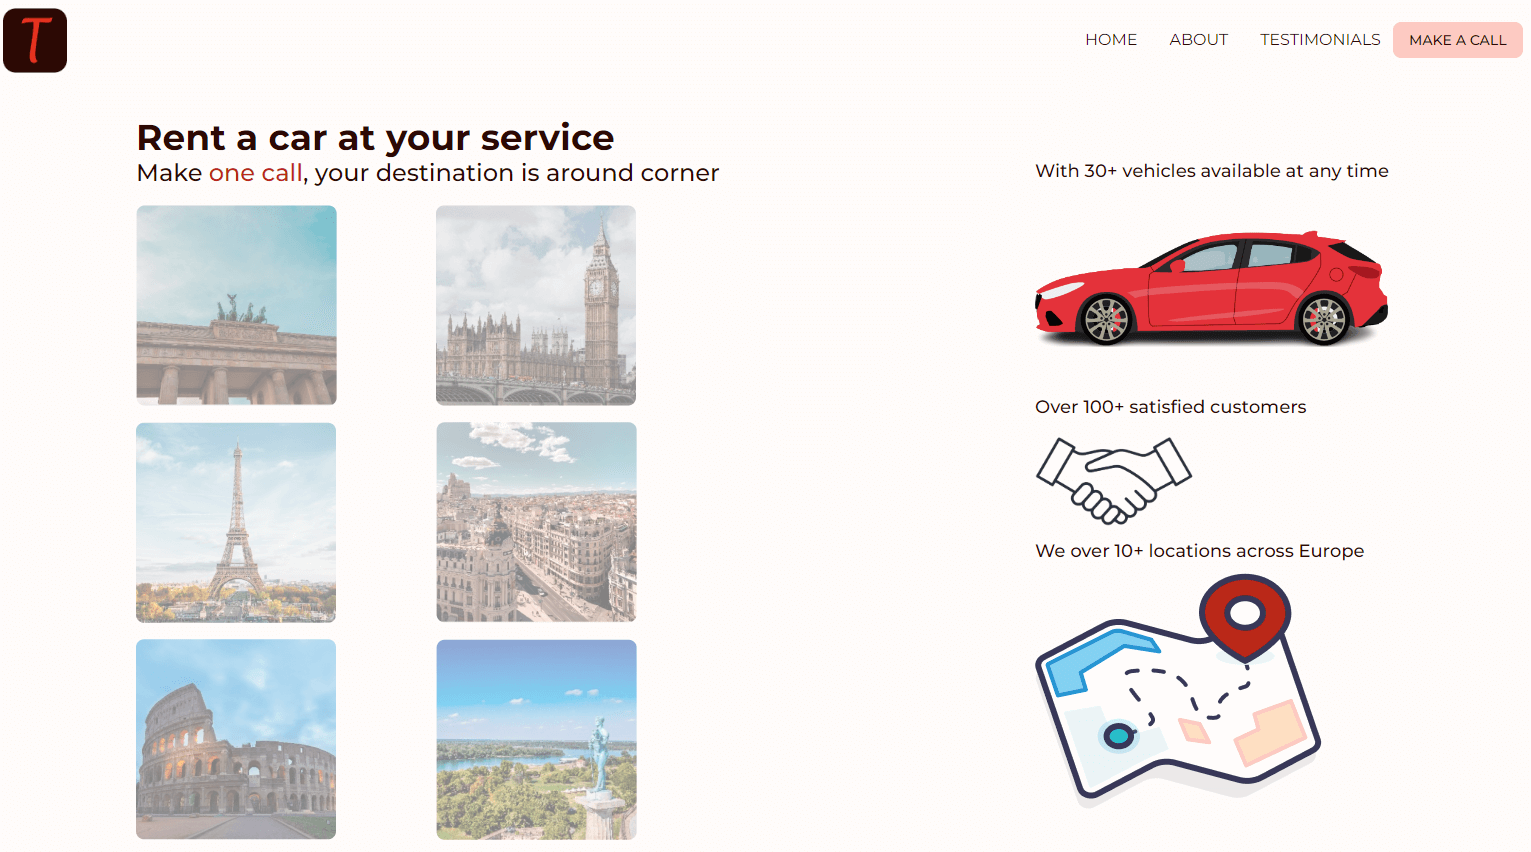 T
HOME ABOUT TESTIMONIALS MAKE A CALL
Rent a car at your service
Make one call, your destination is around corner
With 30+ vehicles available at any time
Over 100+ satisfied customers
We over 10+ locations across Europe